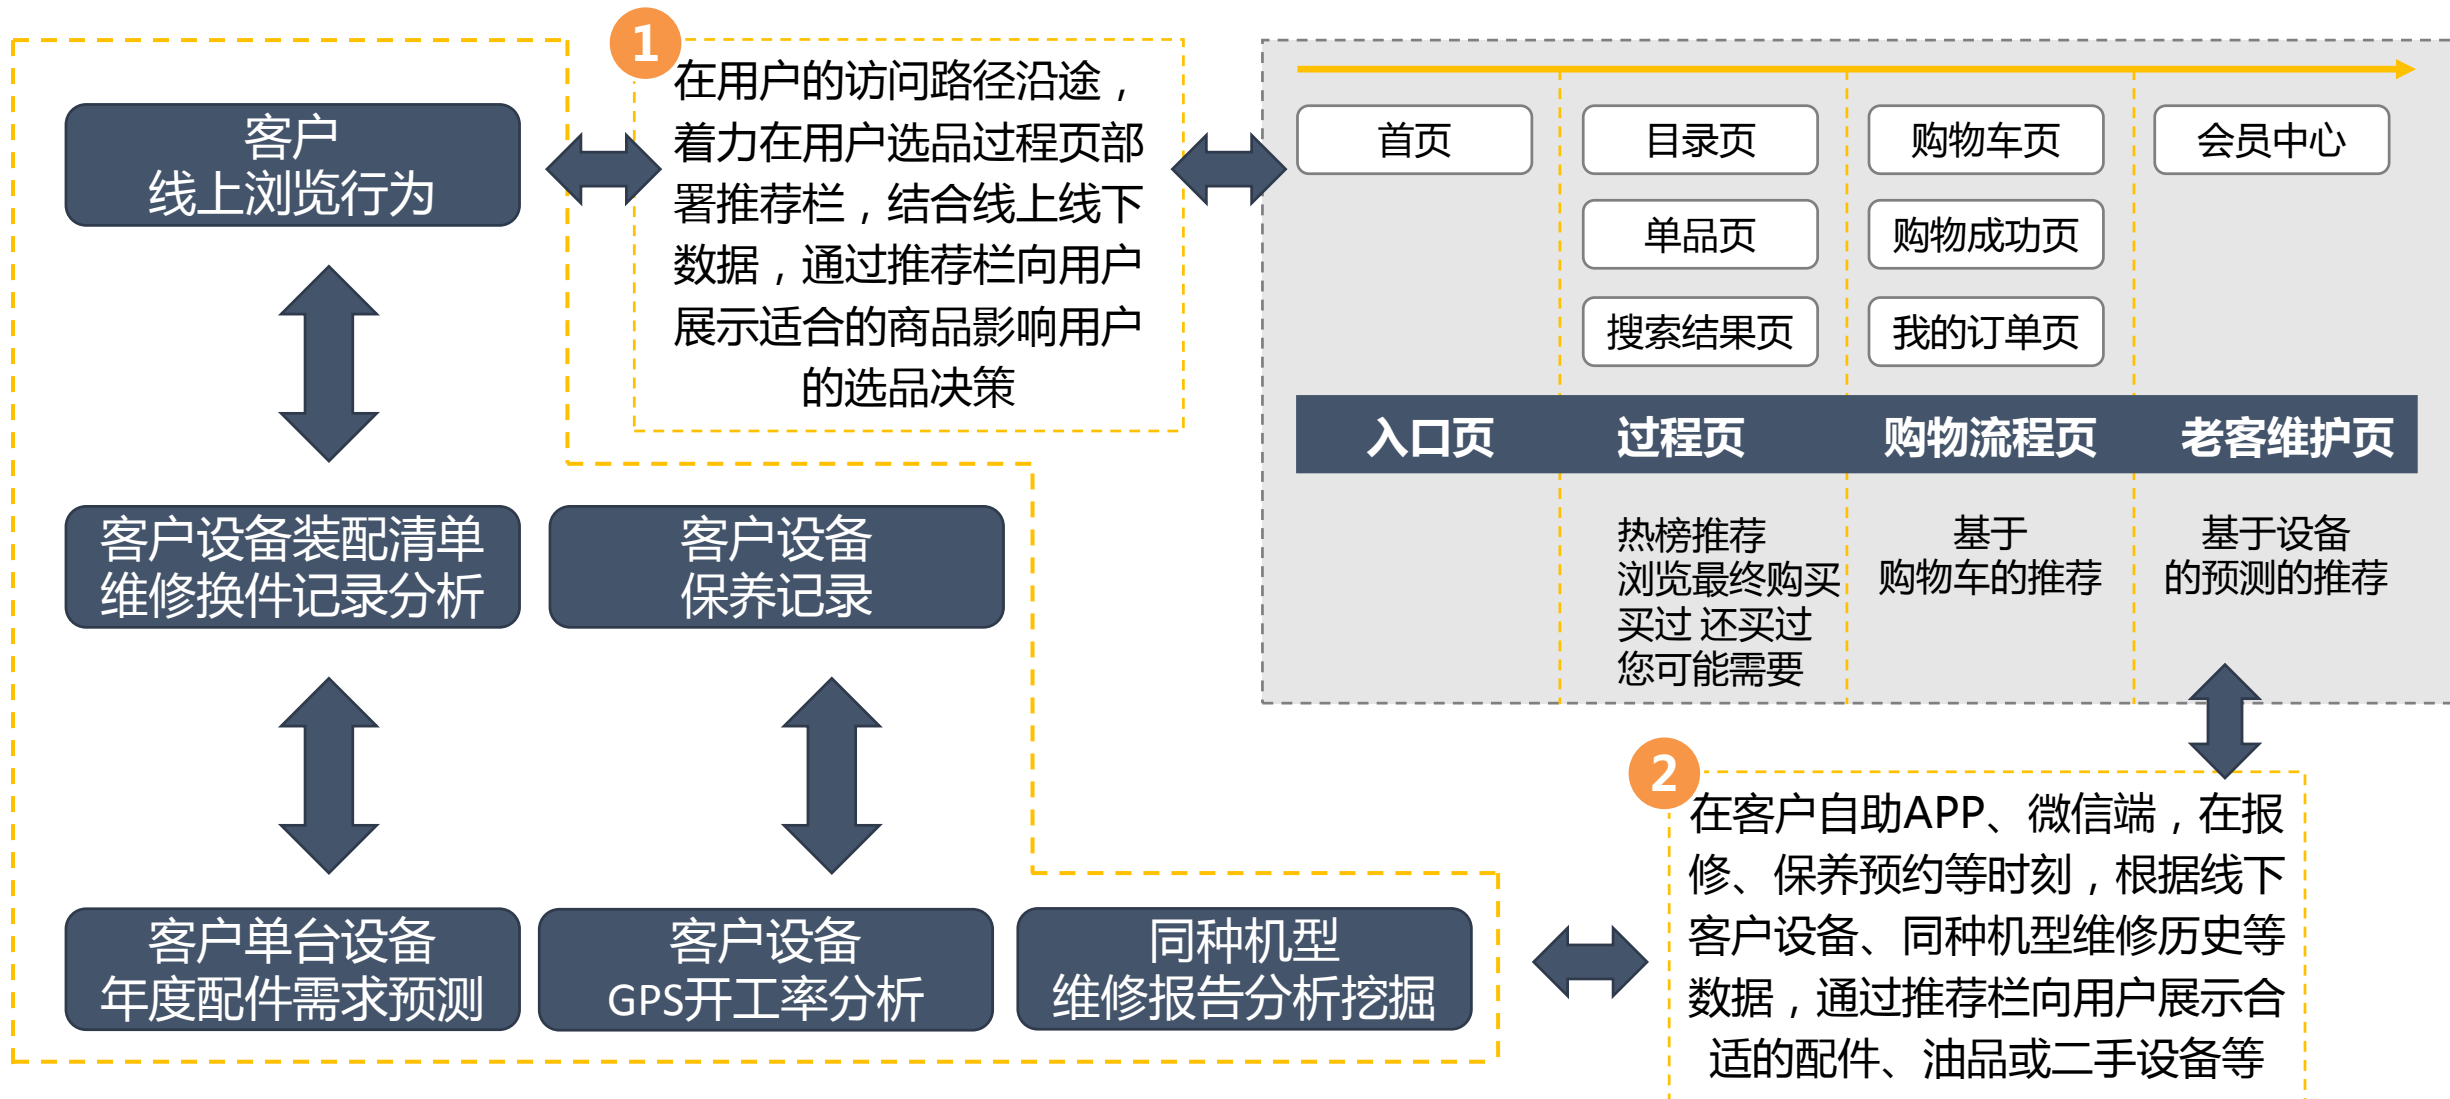 1
在用户的访问路径沿途，
着力在用户选品过程页部
署推荐栏，结合线上线下
数据，通过推荐栏向用户
展示适合的商品影响用户
的选品决策
客户
线上浏览行为
客户设备装配清单
维修换件记录分析
客户设备
保养记录
客户单台设备
年度配件需求预测
客户设备
GPS开工率分析
同种机型
维修报告分析挖掘
首页
目录页
购物车页
会员中心
单品页
购物成功页
搜索结果页
我的订单页
入口页
过程页
购物流程页
老客维护页
热榜推荐
浏览最终购买
买过 还买过
您可能需要
基于
购物车的推荐
基于设备
的预测的推荐
2
在客户自助APP、微信端，在报
修、保养预约等时刻，根据线下
客户设备、同种机型维修历史等
数据，通过推荐栏向用户展示合
适的配件、油品或二手设备等